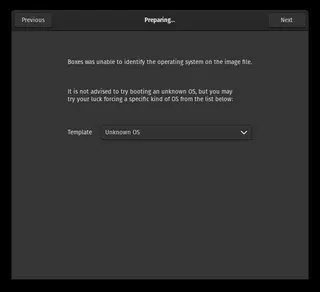 Previous
Preparing...
Next
Boxes was unable to identify the operating system on the image file.
It is not advised to try booting an unknown OS, but you may
try your luck forcing a specific kind of OS from the list below:
Template
Unknown OS